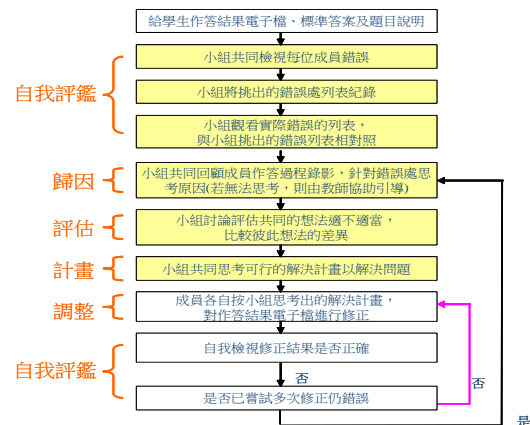 給學生作答結果電子檔、標準答案及題目說明
自我評鑑
小組共同檢視每位成員錯誤
小組將挑出的錯誤處列表紀錄
小組觀看實際錯誤的列表，
與小組挑出的錯誤列表相對照
歸因
小組共同回顧成員作答過程錄影，針對錯誤處思
考原因(若無法思考，則由教師協助引導)
評估
小組討論評估共同的想法適不適當，
比較彼此想法的差異
計畫
小組共同思考可行的解決計畫以解決問題
調整
成員各自按小組思考出的解決計畫，
對作答結果電子檔進行修正
自我評鑑
自我檢視修正結果是否正確
否
否
是否已嘗試多次修正仍錯誤
是